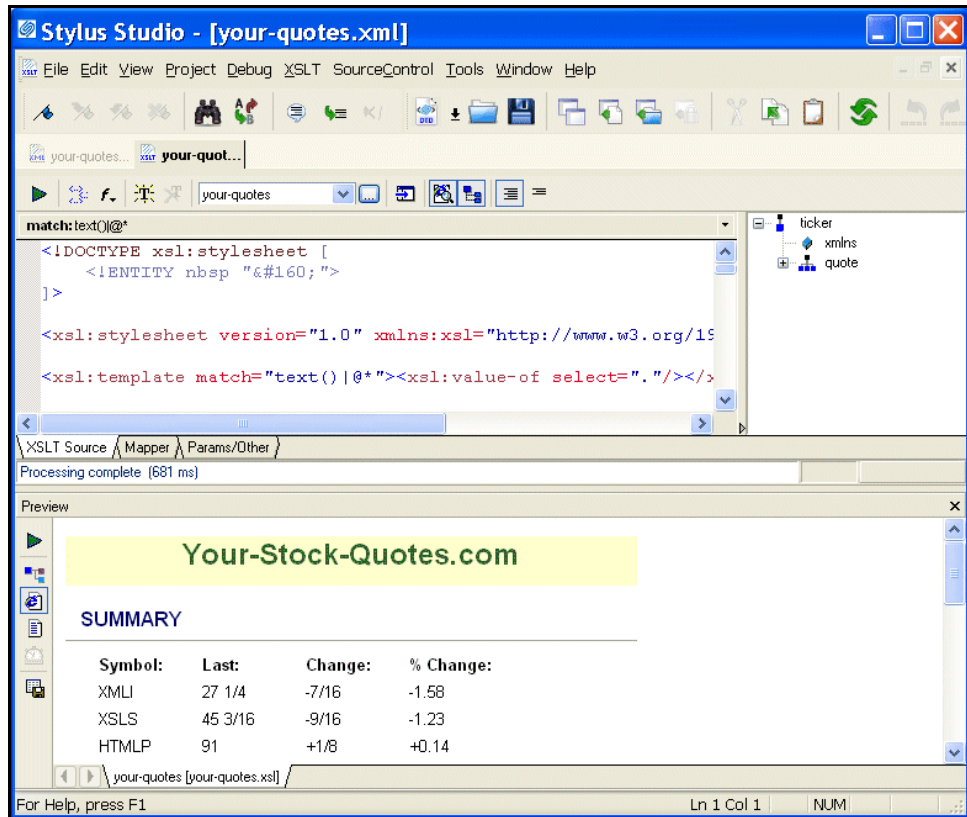 Stylus Studio - [your-quotes.xml]
File Edit View Project Debug XSLT SourceControl Tools Window Help
your-quotes... your-quot...
your-quotes
match:text()|@*
<!DOCTYPE xsl:stylesheet [
<!ENTITY nbsp "&#160;">
]>
<xsl:stylesheet version="1.0" xmlns:xsl="http://www.w3.org/19
<xsl:template match="text()|@*"><xsl:value-of select="."/></x
ticker
xmlns
quote
XSLT Source Mapper Params/Other
Processing complete (681 ms)
Preview
Your-Stock-Quotes.com
SUMMARY
Symbol: Last: Change: % Change:
XMLI 27 1/4 -7/16 -1.58
XSLS 45 3/16 -9/16 -1.23
HTMLP 91 +1/8 +0.14
your-quotes [your-quotes.xsl]
For Help, press F1 Ln 1 Col 1 NUM